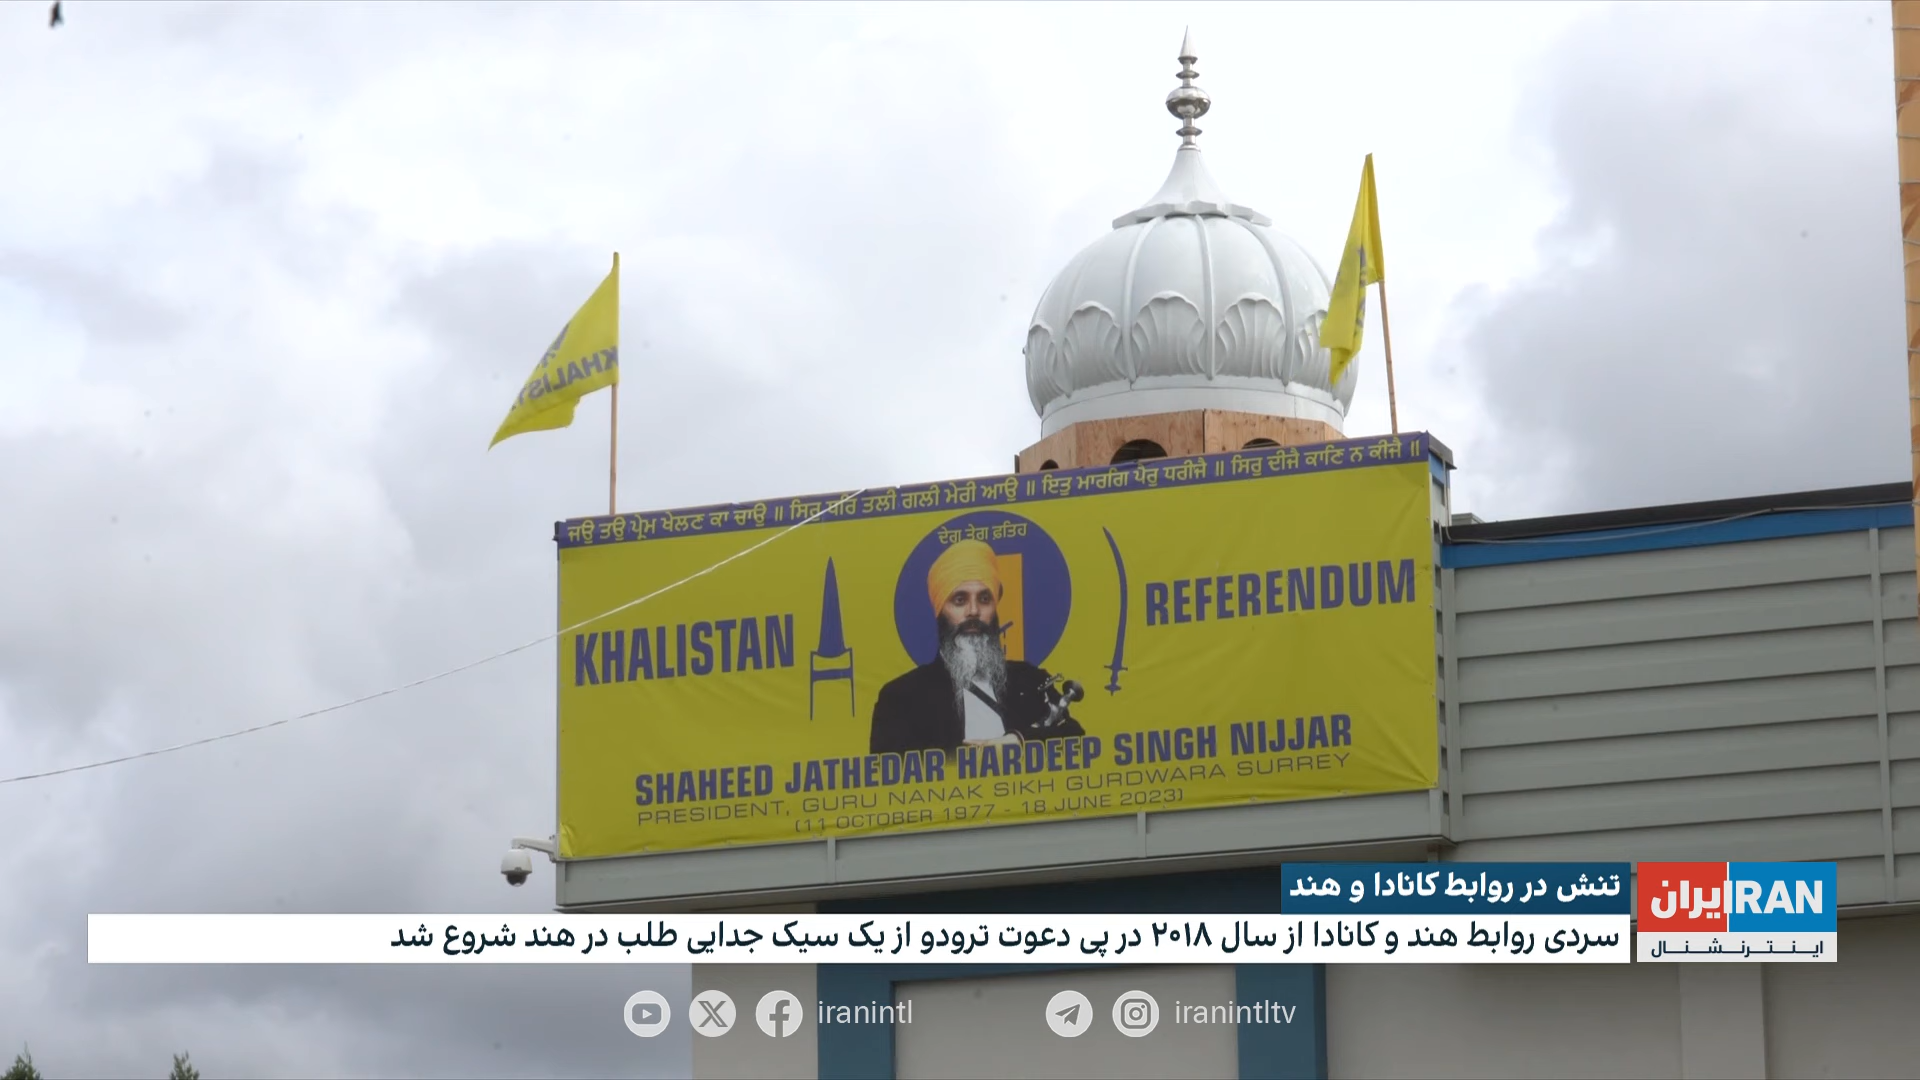 KHALIST
ਜਉ ਤਉ ਪ੍ਰੇਮ ਖੇਲਣ ਕਾ ਚਾਉ ॥ ਸਿਰੁ ਧਰਿ ਤਲੀ ਗਲੀ ਮੇਰੀ ਆਉ ॥ ਇਤੁ ਮਾਰਗਿ ਪੈਰੁ ਧਰੀਜੈ ॥ ਸਿਰੁ ਦੀਜੈ ਕਾਣਿ ਨ ਕੀਜੈ ॥
ਦੇਗ ਤੇਗ ਫ਼ਤਿਹ
KHALISTAN REFERENDUM
SHAHEED JATHEDAR HARDEEP SINGH NIJJAR
PRESIDENT, GURU NANAK SIKH GURDWARA SURREY
(11 OCTOBER 1977 - 18 JUNE 2023)
تنش در روابط کانادا و هند
سردی روابط هند و کانادا از سال ۲۰۱۸ در پی دعوت ترودو از یک سیک جدایی طلب در هند شروع شد
ایران IRAN
اینترنشنال
iranintl
iranintltv